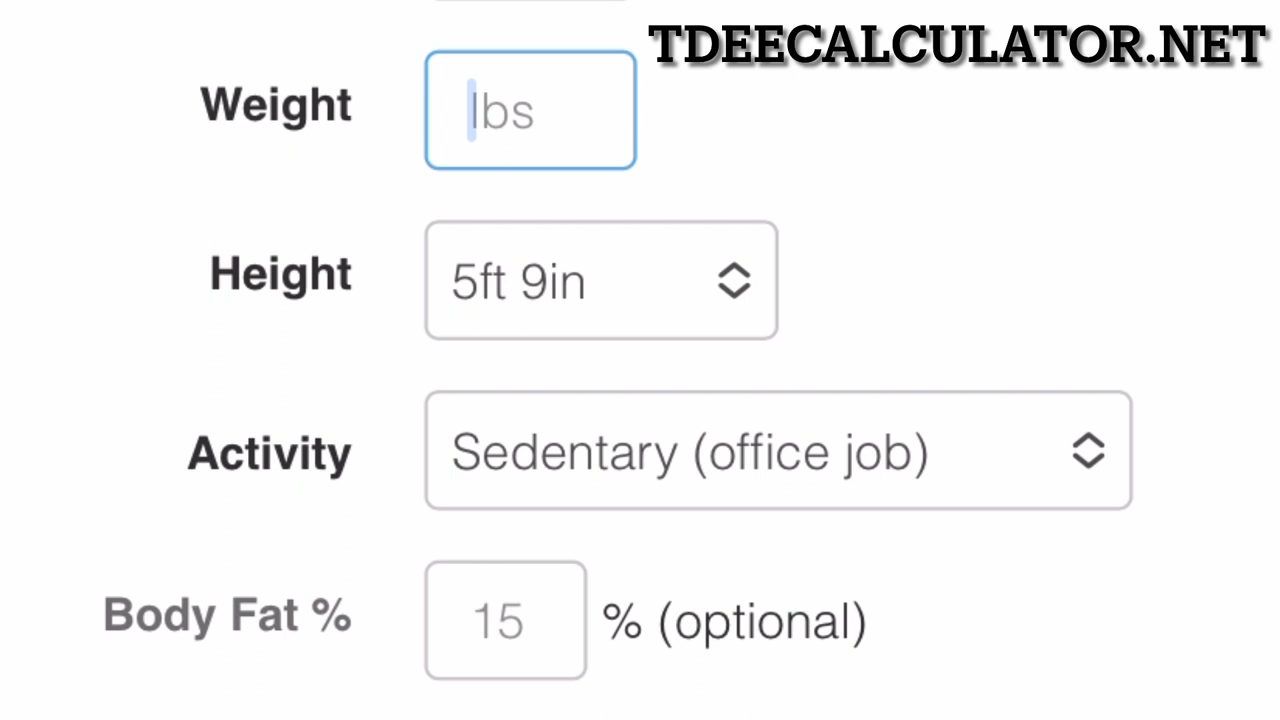 TDEECALCULATOR.NET
Weight lbs
Height 5ft 9in
Activity Sedentary (office job)
Body Fat % 15 % (optional)